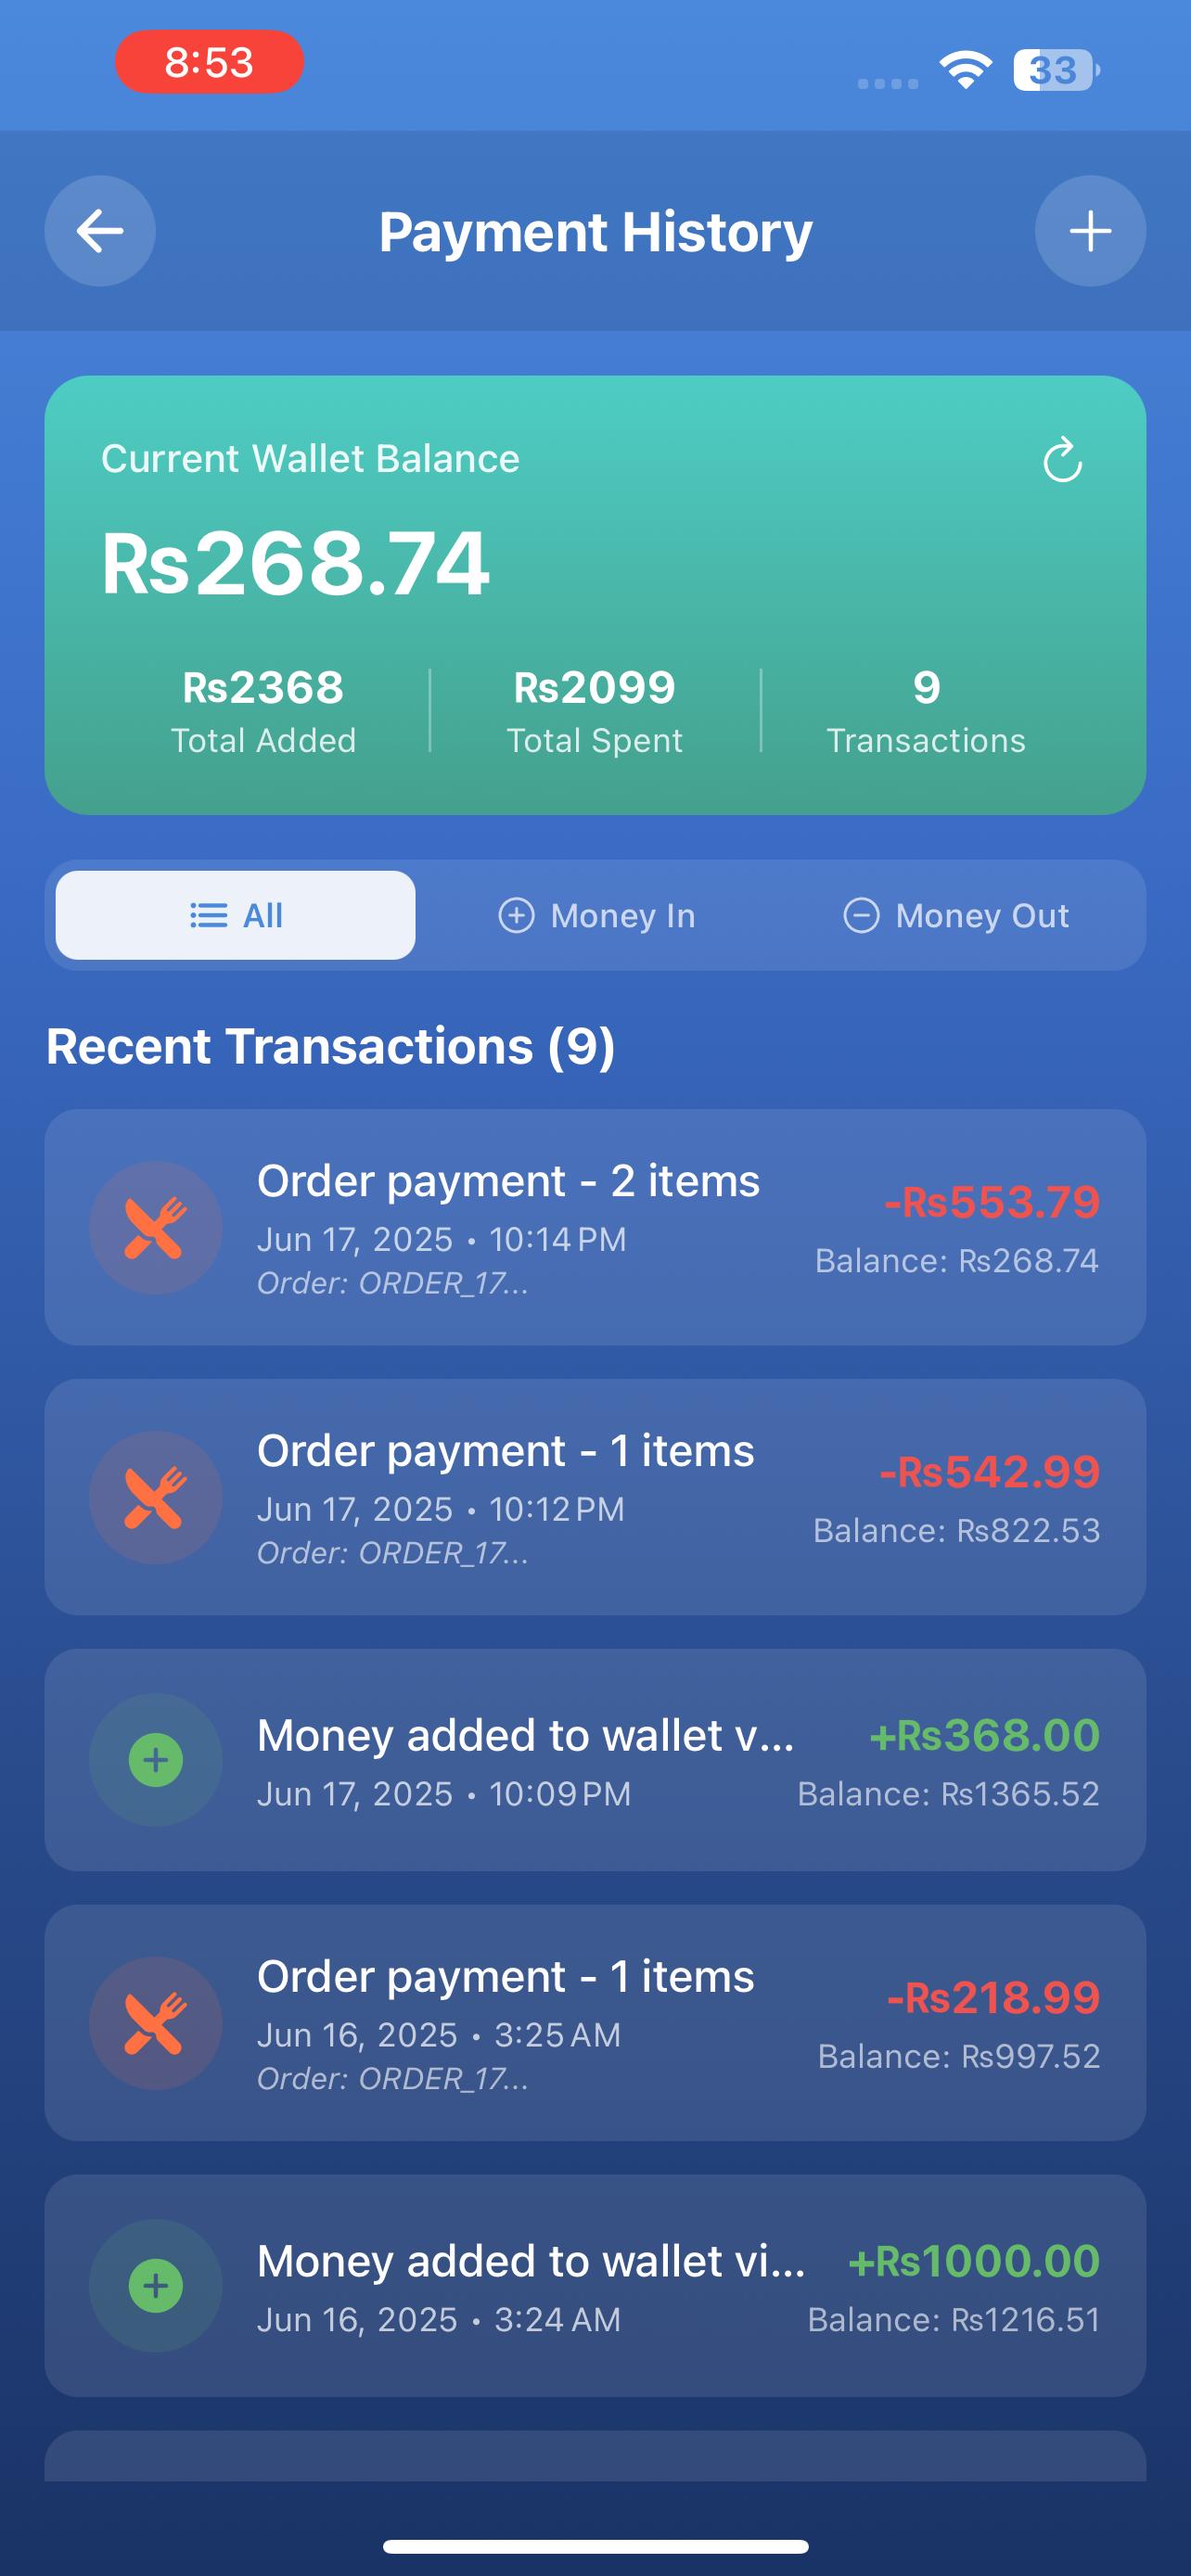 8:53
33
Payment History
Current Wallet Balance
₨268.74
₨2368
Total Added
₨2099
Total Spent
9
Transactions
All
Money In
Money Out
Recent Transactions (9)
Order payment - 2 items
Jun 17, 2025 • 10:14 PM
Order: ORDER_17...
-₨553.79
Balance: ₨268.74
Order payment - 1 items
Jun 17, 2025 • 10:12 PM
Order: ORDER_17...
-₨542.99
Balance: ₨822.53
Money added to wallet v...
Jun 17, 2025 • 10:09 PM
+₨368.00
Balance: ₨1365.52
Order payment - 1 items
Jun 16, 2025 • 3:25 AM
Order: ORDER_17...
-₨218.99
Balance: ₨997.52
Money added to wallet vi...
Jun 16, 2025 • 3:24 AM
+₨1000.00
Balance: ₨1216.51